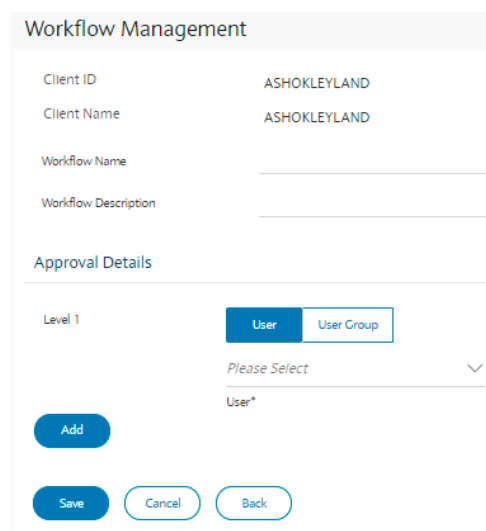 Workflow Management
Client ID ASHOKLEYLAND
Client Name ASHOKLEYLAND
Workflow Name
Workflow Description
Approval Details
Level 1 User User Group
Please Select
User*
Add
Save Cancel Back